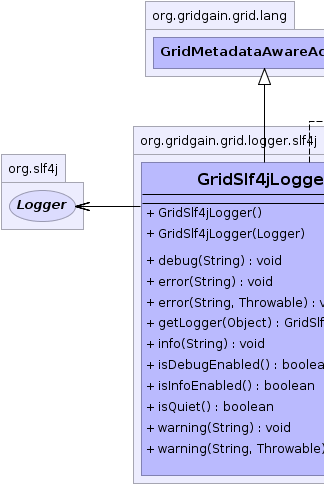 org.gridgain.grid.lang
GridMetadataAwareAd
org.gridgain.grid.logger.slf4j
org.slf4j
Logger
GridSlf4jLogge
+ GridSlf4jLogger()
+ GridSlf4jLogger(Logger)
+ debug(String) : void
+ error(String) : void
+ error(String, Throwable) : v
+ getLogger(Object) : GridSlf
+ info(String) : void
+ isDebugEnabled() : boolea
+ isInfoEnabled() : boolean
+ isQuiet() : boolean
+ warning(String) : void
+ warning(String, Throwable)